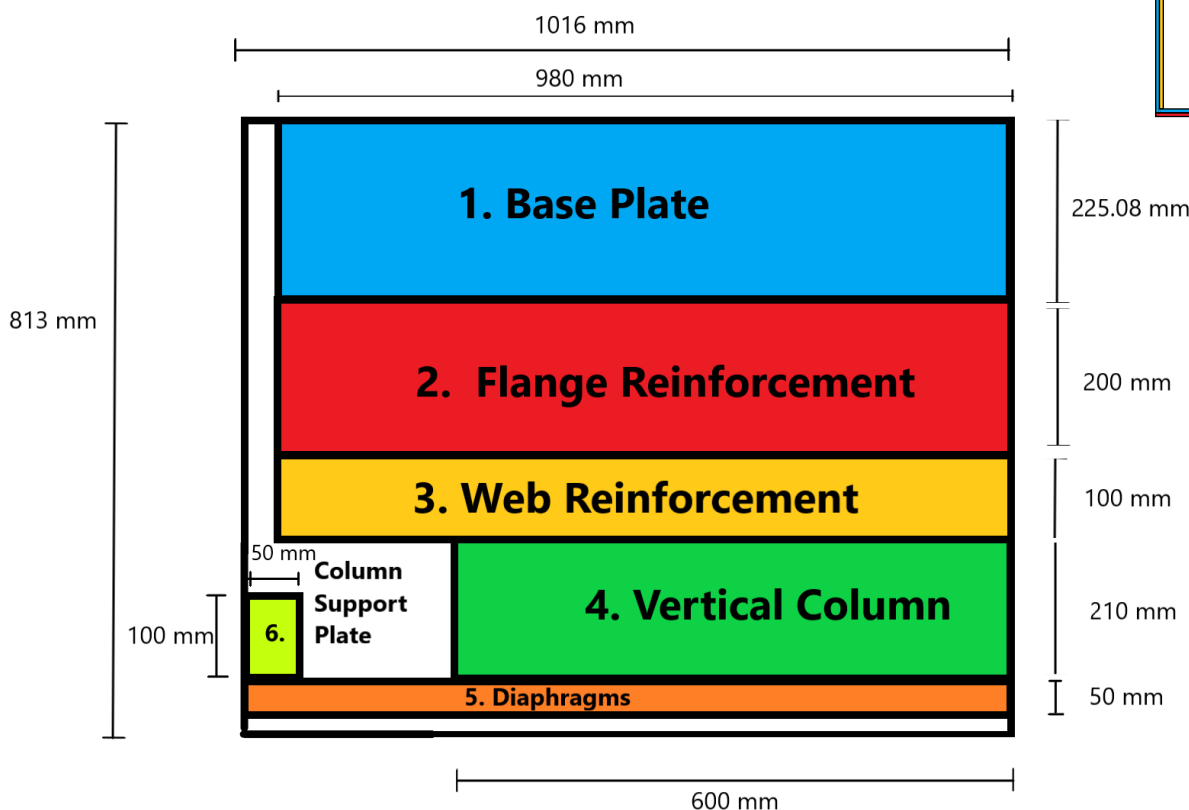 1016 mm
980 mm
1. Base Plate
225.08 mm
813 mm
2. Flange Reinforcement
200 mm
3. Web Reinforcement
100 mm
50 mm
Column
Support
Plate
4. Vertical Column
210 mm
100 mm
6.
5. Diaphragms
50 mm
600 mm